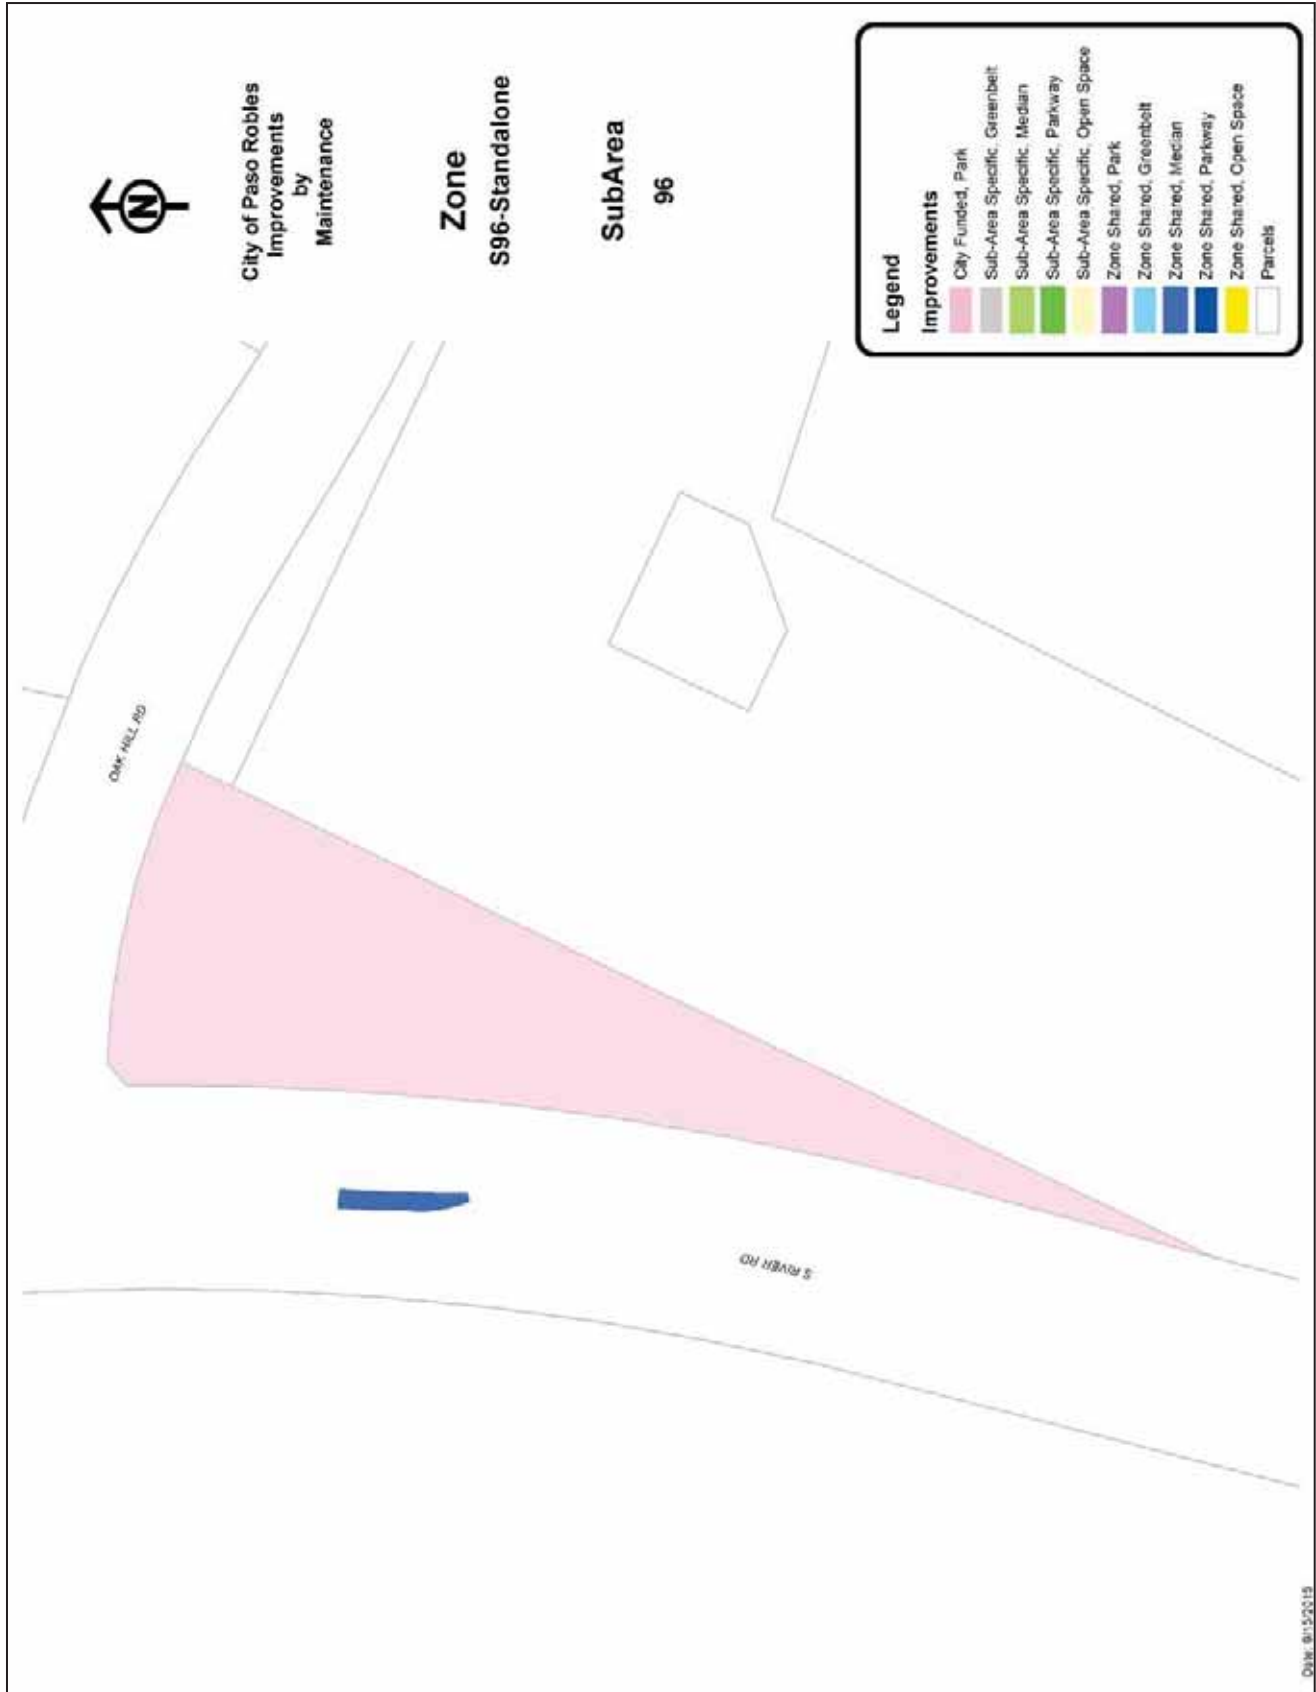 N
City of Paso Robles
Improvements
by
Maintenance
Zone
S96-Standalone
SubArea
96
OAK HILL RD
S RIVER RD
Legend
Improvements
City Funded, Park
Sub-Area Specific, Greenbelt
Sub-Area Specific, Median
Sub-Area Specific, Parkway
Sub-Area Specific, Open Space
Zone Shared, Park
Zone Shared, Greenbelt
Zone Shared, Median
Zone Shared, Parkway
Zone Shared, Open Space
Parcels
Date: